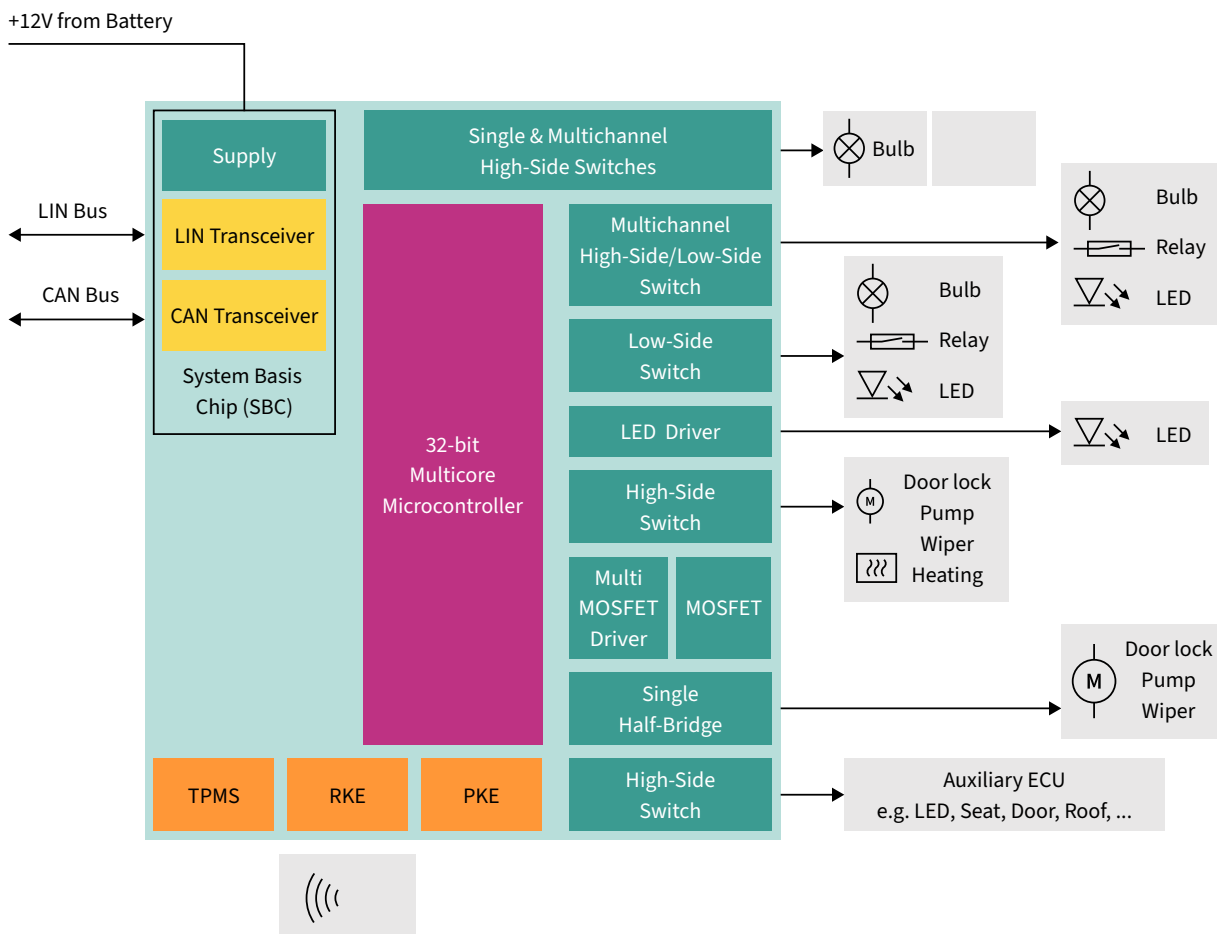 +12V from Battery
Supply
LIN Bus
LIN Transceiver
CAN Bus
CAN Transceiver
System Basis
Chip (SBC)
Single & Multichannel
High-Side Switches
Bulb
32-bit
Multicore
Microcontroller
Multichannel
High-Side/Low-Side
Switch
Bulb
Relay
LED
Low-Side
Switch
Bulb
Relay
LED
LED Driver
LED
High-Side
Switch
M
Door lock
Pump
Wiper
Heating
Multi
MOSFET
Driver
MOSFET
Single
Half-Bridge
M
Door lock
Pump
Wiper
TPMS
RKE
PKE
High-Side
Switch
Auxiliary ECU
e.g. LED, Seat, Door, Roof, ...